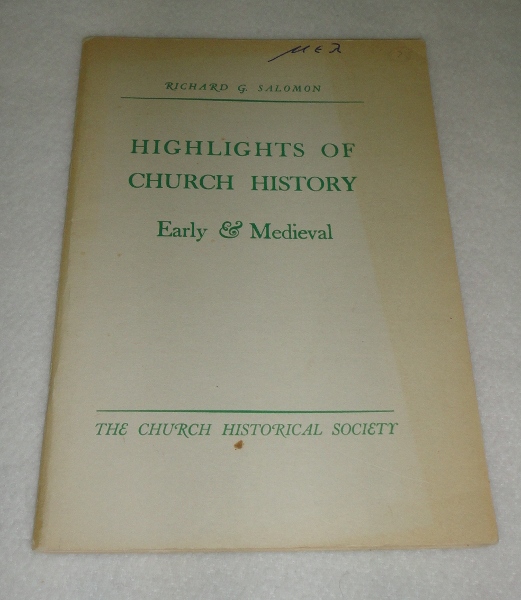 RICHARD G. SALOMON
HIGHLIGHTS OF
CHURCH HISTORY
Early & Medieval
THE CHURCH HISTORICAL SOCIETY